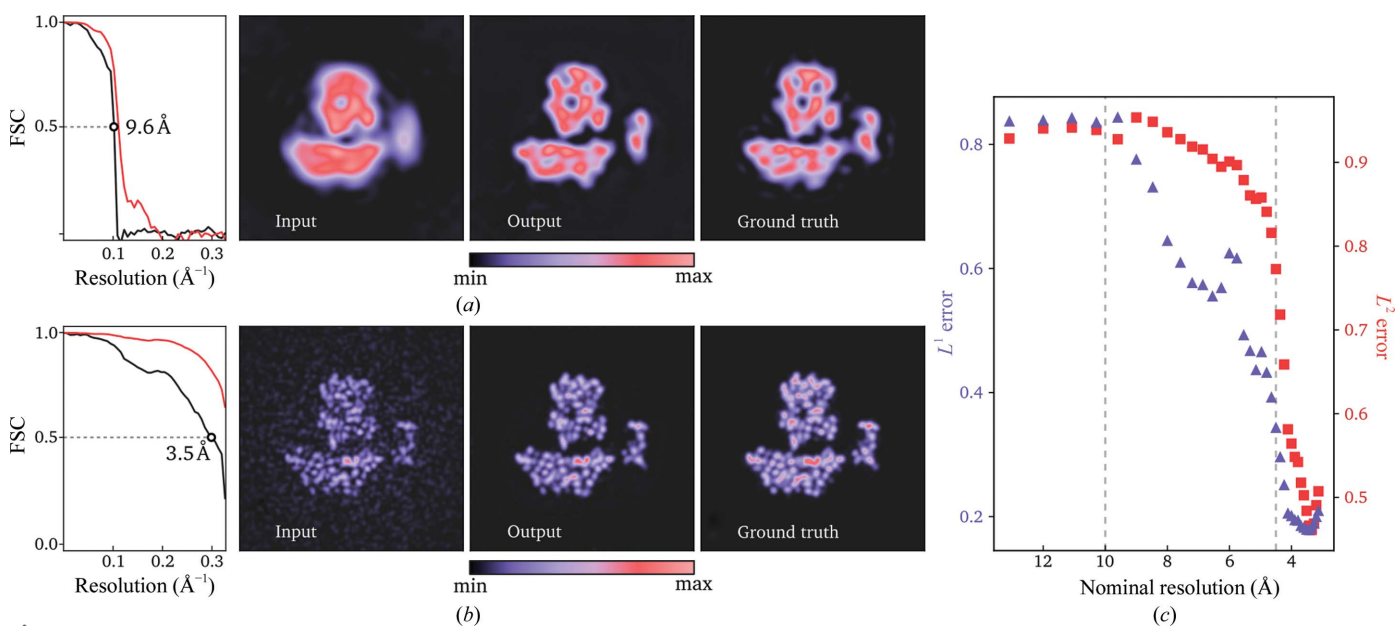 1.0
FSC
0.5
9.6 Å
0.1
0.2
0.3
Resolution (Å⁻¹)
Input
Output
Ground truth
min
max
(a)
1.0
FSC
0.5
3.5 Å
0.0
0.1
0.2
0.3
Resolution (Å⁻¹)
Input
Output
Ground truth
min
max
(b)
0.8
0.6
0.4
0.2
L¹ error
0.9
0.8
0.7
0.6
0.5
L² error
12
10
8
6
4
Nominal resolution (Å)
(c)